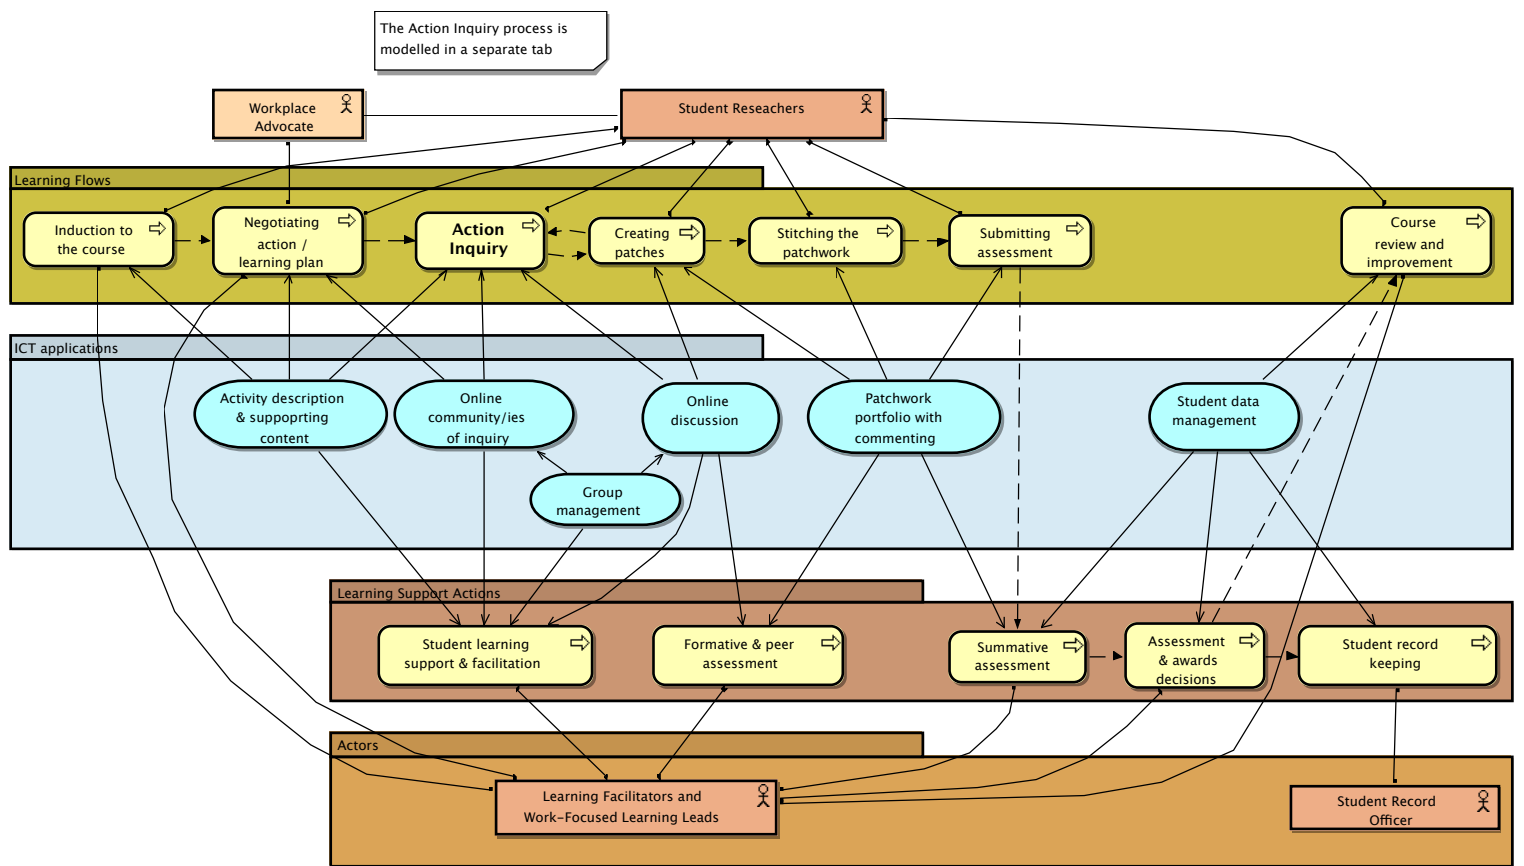 The Action Inquiry process is
modelled in a separate tab
Workplace
Advocate
Student Reseachers
Learning Flows
Induction to
the course
Negotiating
action /
learning plan
Action
Inquiry
Creating
patches
Stitching the
patchwork
Submitting
assessment
Course
review and
improvement
ICT applications
Activity description
& suppoprting
content
Online
community/ies
of inquiry
Online
discussion
Patchwork
portfolio with
commenting
Student data
management
Group
management
Learning Support Actions
Student learning
support & facilitation
Formative & peer
assessment
Summative
assessment
Assessment
& awards
decisions
Student record
keeping
Actors
Learning Facilitators and
Work-Focused Learning Leads
Student Record
Officer